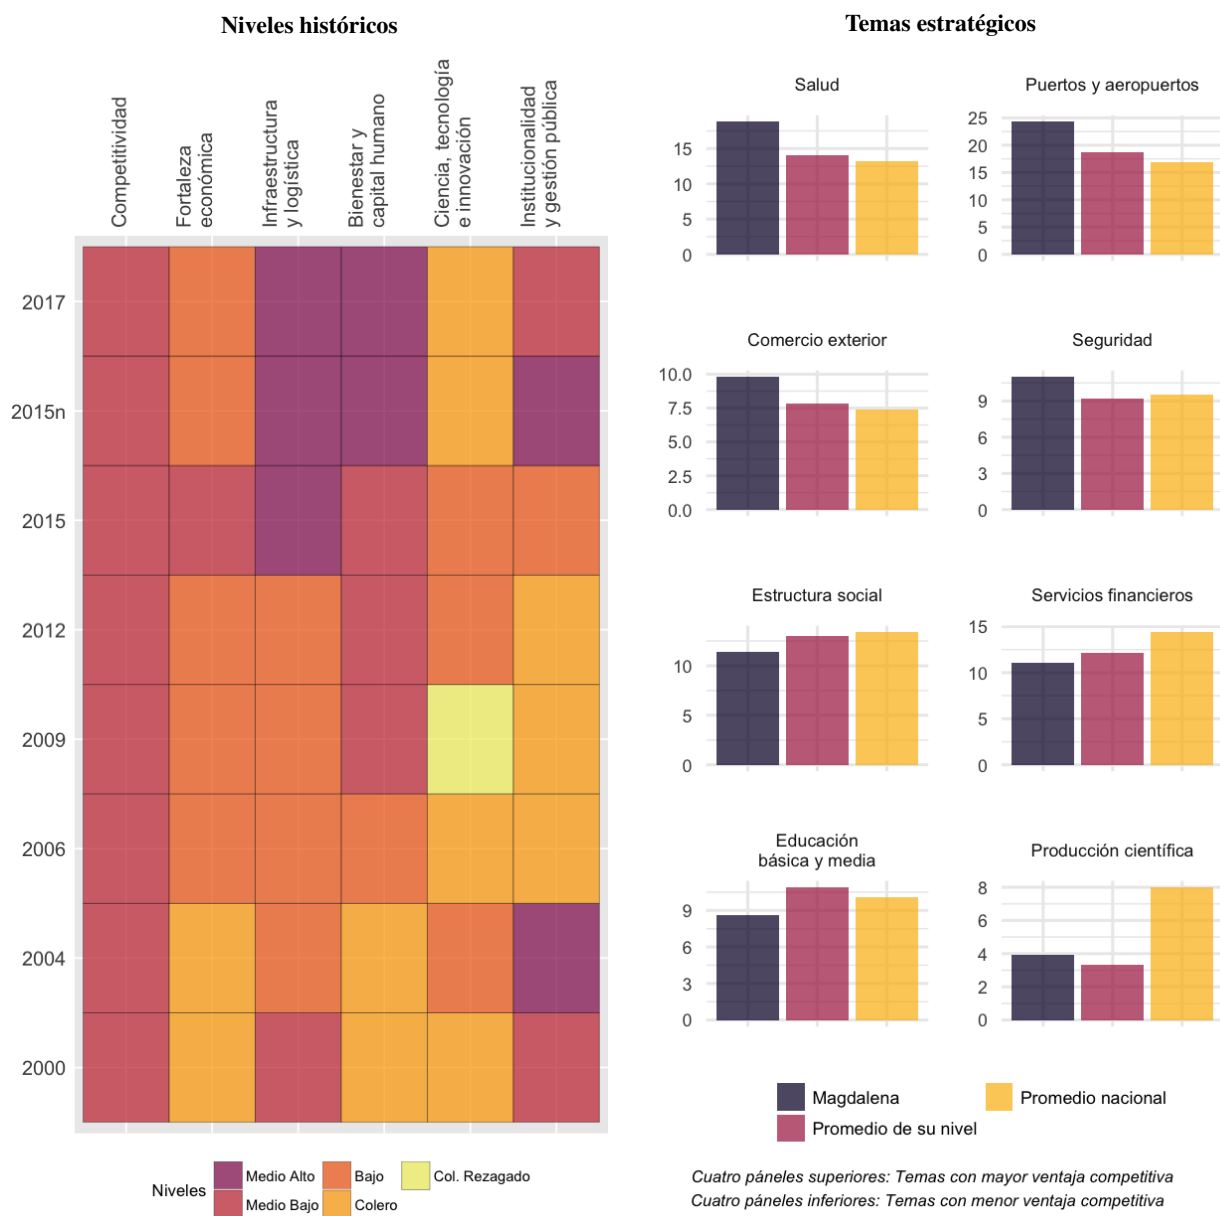 Niveles históricos
Competitividad
Fortaleza
económica
Infraestructura
y logística
Bienestar y
capital humano
Ciencia, tecnología
e innovación
Institucionalidad
y gestión pública
2017
2015n
2015
2012
2009
2006
2004
2000
Niveles
Medio Alto
Medio Bajo
Bajo
Colero
Col. Rezagado
Temas estratégicos
Salud
15
10
5
0
Puertos y aeropuertos
25
20
15
10
5
0
Comercio exterior
10.0
7.5
5.0
2.5
0.0
Seguridad
9
6
3
0
Estructura social
10
5
0
Servicios financieros
15
10
5
0
Educación
básica y media
9
6
3
0
Producción científica
8
6
4
2
0
Magdalena
Promedio de su nivel
Promedio nacional
Cuatro páneles superiores: Temas con mayor ventaja competitiva
Cuatro páneles inferiores: Temas con menor ventaja competitiva